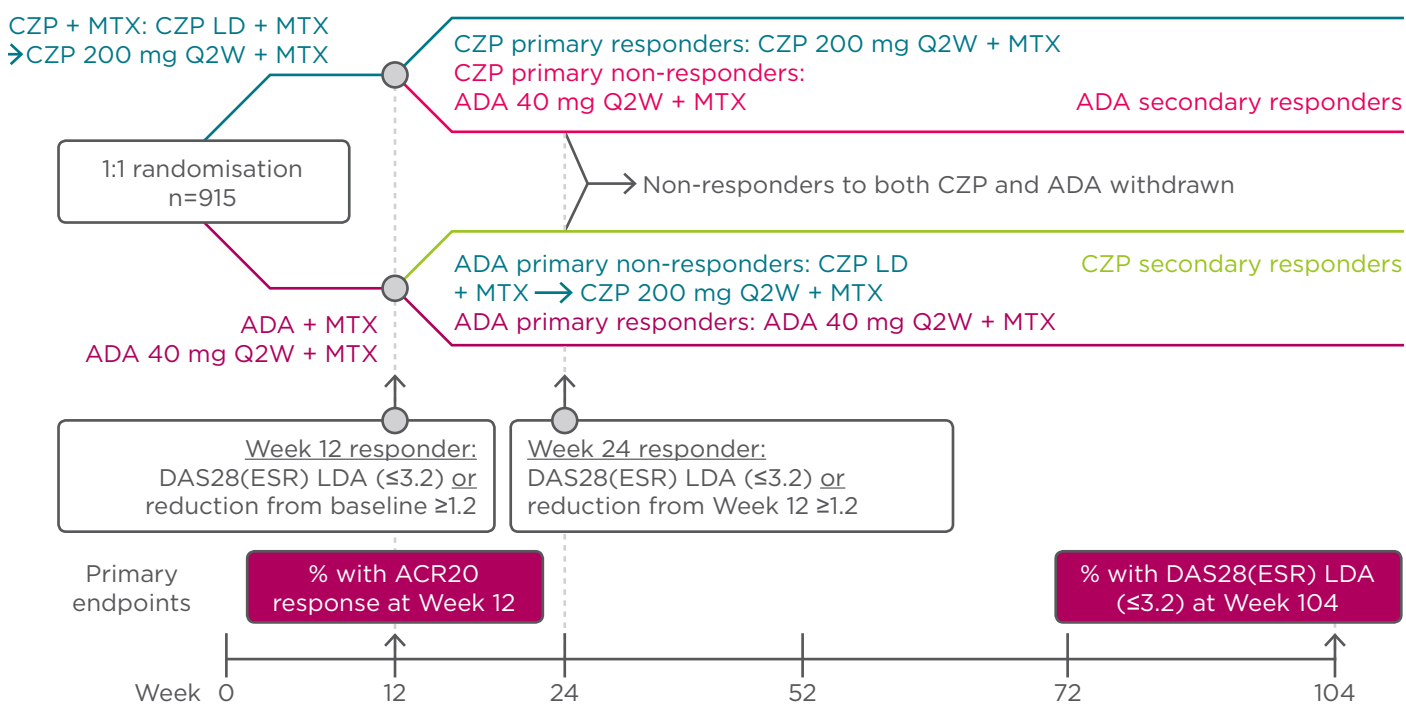 CZP + MTX: CZP LD + MTX
→CZP 200 mg Q2W + MTX
CZP primary responders: CZP 200 mg Q2W + MTX
CZP primary non-responders:
ADA 40 mg Q2W + MTX
ADA secondary responders
1:1 randomisation
n=915
Non-responders to both CZP and ADA withdrawn
ADA primary non-responders: CZP LD
+ MTX → CZP 200 mg Q2W + MTX
CZP secondary responders
ADA primary responders: ADA 40 mg Q2W + MTX
ADA + MTX
ADA 40 mg Q2W + MTX
Week 12 responder:
DAS28(ESR) LDA (≤3.2) or
reduction from baseline ≥1.2
Week 24 responder:
DAS28(ESR) LDA (≤3.2) or
reduction from Week 12 ≥1.2
Primary
endpoints
% with ACR20
response at Week 12
% with DAS28(ESR) LDA
(≤3.2) at Week 104
Week 0 12 24 52 72 104